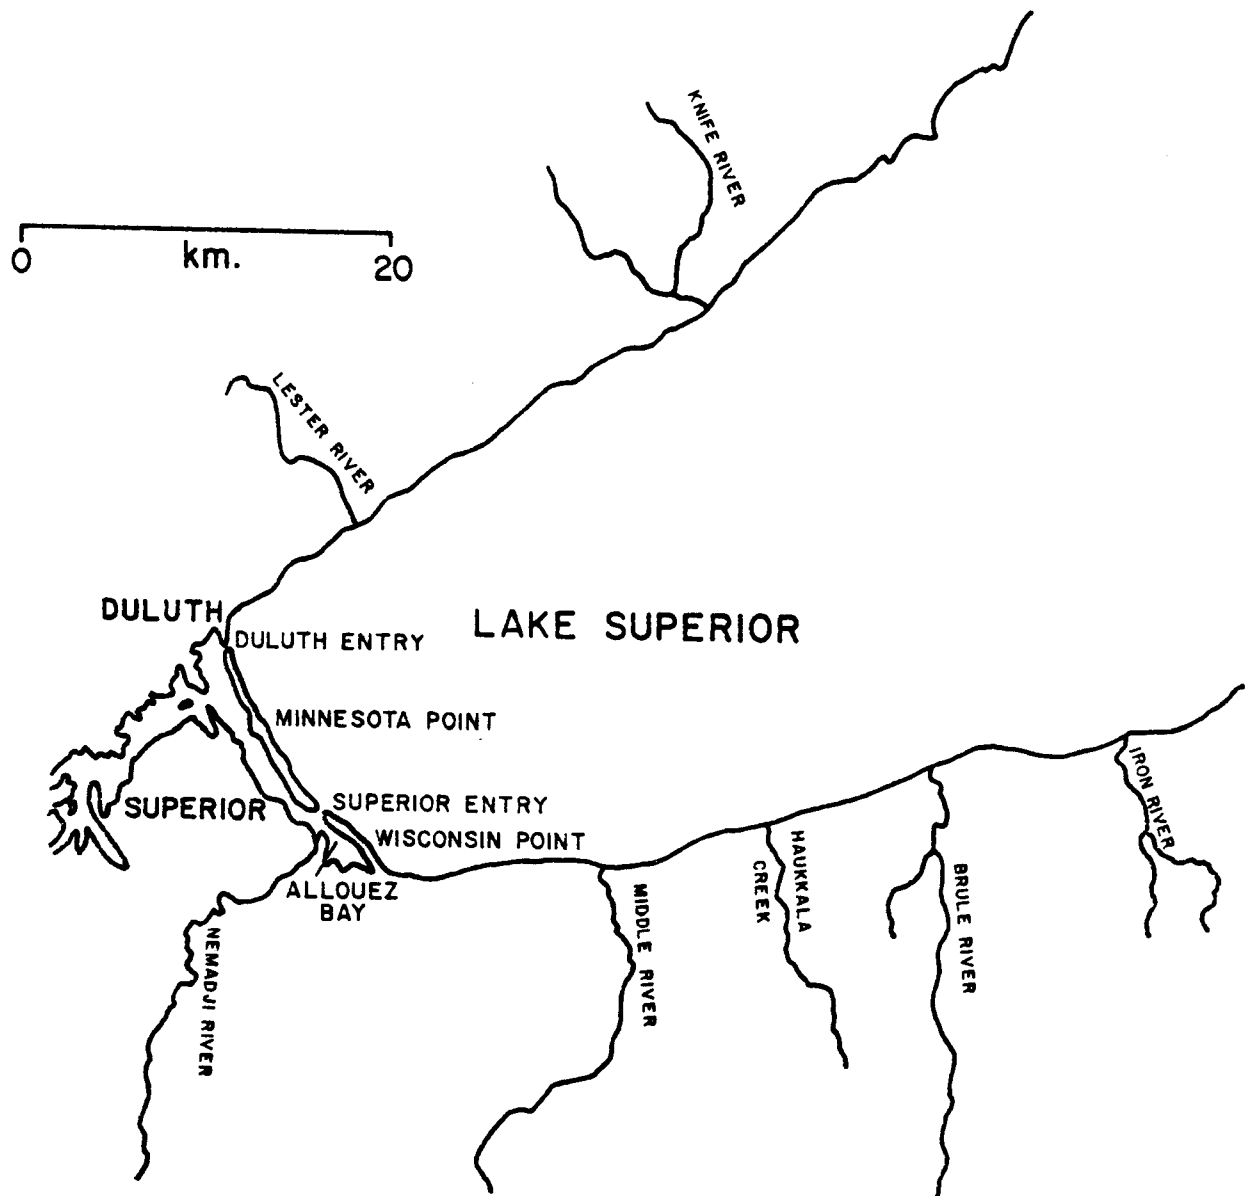 KNIFE RIVER
0 km. 20
LESTER RIVER
DULUTH
DULUTH ENTRY
LAKE SUPERIOR
MINNESOTA POINT
SUPERIOR
SUPERIOR ENTRY
WISCONSIN POINT
ALLOUEZ
BAY
NEMADJI RIVER
MIDDLE RIVER
HAUKKALA
CREEK
BRULE RIVER
IRON RIVER